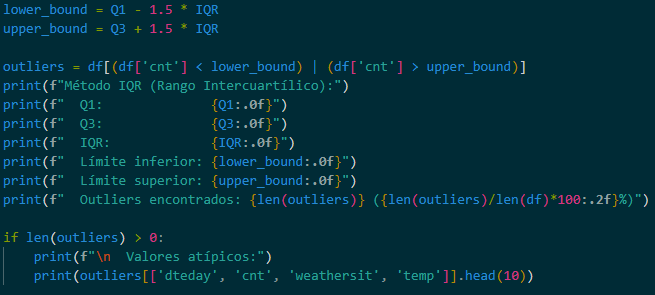 lower_bound = Q1 - 1.5 * IQR
upper_bound = Q3 + 1.5 * IQR

outliers = df[(df['cnt'] < lower_bound) | (df['cnt'] > upper_bound)]
print(f"Método IQR (Rango Intercuartílico):")
print(f"  Q1:              {Q1:.0f}")
print(f"  Q3:              {Q3:.0f}")
print(f"  IQR:             {IQR:.0f}")
print(f"  Límite inferior: {lower_bound:.0f}")
print(f"  Límite superior: {upper_bound:.0f}")
print(f"  Outliers encontrados: {len(outliers)} ({len(outliers)/len(df)*100:.2f}%)")

if len(outliers) > 0:
    print(f"\n  Valores atípicos:")
    print(outliers[['dteday', 'cnt', 'weathersit', 'temp']].head(10))